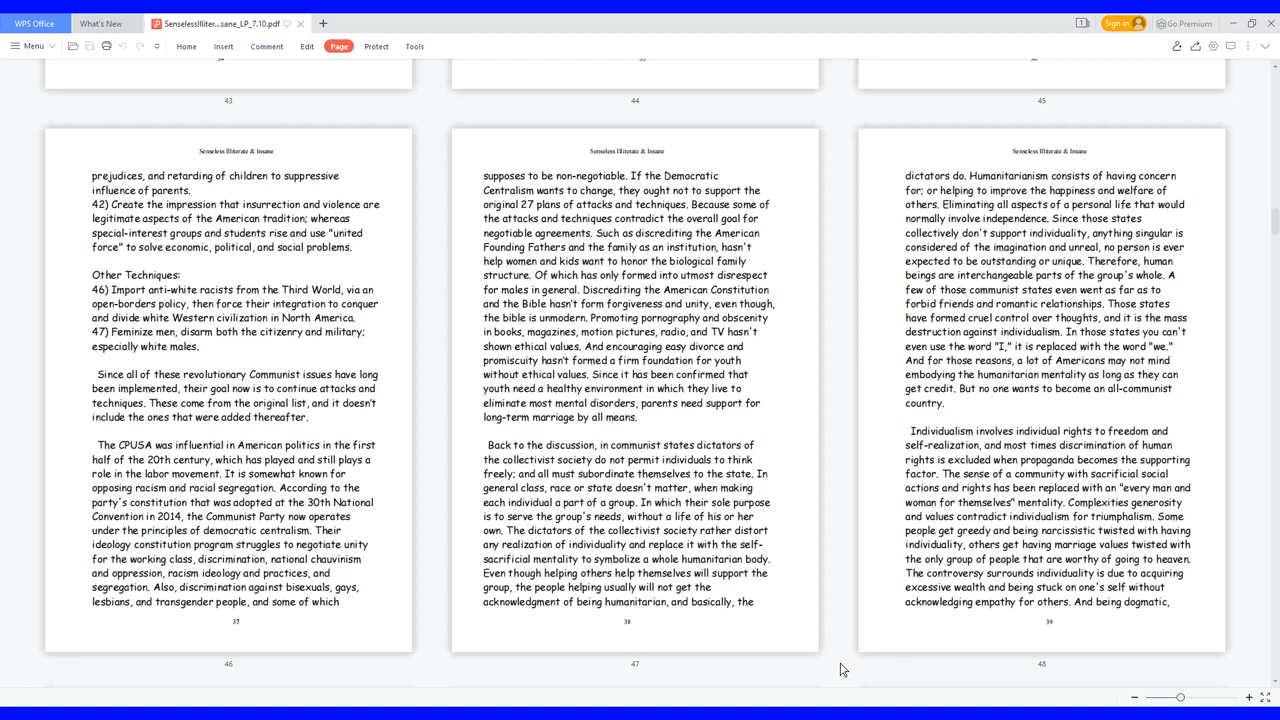 WPS Office
What's New
SenselessIlliter...sane_LP_7.10.pdf
Sign in
Go Premium
Menu
Home
Insert
Comment
Edit
Page
Protect
Tools
43
44
45
Senseless Illiterate & Insane
prejudices, and retarding of children to suppressive
influence of parents.
42) Create the impression that insurrection and violence are
legitimate aspects of the American tradition; whereas
special-interest groups and students rise and use "united
force" to solve economic, political, and social problems.
Other Techniques:
46) Import anti-white racists from the Third World, via an
open-borders policy, then force their integration to conquer
and divide white Western civilization in North America.
47) Feminize men, disarm both the citizenry and military;
especially white males.
Since all of these revolutionary Communist issues have long
been implemented, their goal now is to continue attacks and
techniques. These come from the original list, and it doesn't
include the ones that were added thereafter.
The CPUSA was influential in American politics in the first
half of the 20th century, which has played and still plays a
role in the labor movement. It is somewhat known for
opposing racism and racial segregation. According to the
party's constitution that was adopted at the 30th National
Convention in 2014, the Communist Party now operates
under the principles of democratic centralism. Their
ideology constitution program struggles to negotiate unity
for the working class, discrimination, national chauvinism
and oppression, racism ideology and practices, and
segregation. Also, discrimination against bisexuals, gays,
lesbians, and transgender people, and some of which
37
46
Senseless Illiterate & Insane
supposes to be non-negotiable. If the Democratic
Centralism wants to change, they ought not to support the
original 27 plans of attacks and techniques. Because some of
the attacks and techniques contradict the overall goal for
negotiable agreements. Such as discrediting the American
Founding Fathers and the family as an institution, hasn't
help women and kids want to honor the biological family
structure. Of which has only formed into utmost disrespect
for males in general. Discrediting the American Constitution
and the Bible hasn't form forgiveness and unity, even though,
the bible is unmodern. Promoting pornography and obscenity
in books, magazines, motion pictures, radio, and TV hasn't
shown ethical values. And encouraging easy divorce and
promiscuity hasn't formed a firm foundation for youth
without ethical values. Since it has been confirmed that
youth need a healthy environment in which they live to
eliminate most mental disorders, parents need support for
long-term marriage by all means.
Back to the discussion, in communist states dictators of
the collectivist society do not permit individuals to think
freely; and all must subordinate themselves to the state. In
general class, race or state doesn't matter, when making
each individual a part of a group. In which their sole purpose
is to serve the group's needs, without a life of his or her
own. The dictators of the collectivist society rather distort
any realization of individuality and replace it with the self-
sacrificial mentality to symbolize a whole humanitarian body.
Even though helping others help themselves will support the
group, the people helping usually will not get the
acknowledgment of being humanitarian, and basically, the
38
47
Senseless Illiterate & Insane
dictators do. Humanitarianism consists of having concern
for; or helping to improve the happiness and welfare of
others. Eliminating all aspects of a personal life that would
normally involve independence. Since those states
collectively don't support individuality, anything singular is
considered of the imagination and unreal, no person is ever
expected to be outstanding or unique. Therefore, human
beings are interchangeable parts of the group's whole. A
few of those communist states even went as far as to
forbid friends and romantic relationships. Those states
have formed cruel control over thoughts, and it is the mass
destruction against individualism. In those states you can't
even use the word "I," it is replaced with the word "we."
And for those reasons, a lot of Americans may not mind
embodying the humanitarian mentality as long as they can
get credit. But no one wants to become an all-communist
country.
Individualism involves individual rights to freedom and
self-realization, and most times discrimination of human
rights is excluded when propaganda becomes the supporting
factor. The sense of a community with sacrificial social
actions and rights has been replaced with an "every man and
woman for themselves" mentality. Complexities generosity
and values contradict individualism for triumphalism. Some
people get greedy and being narcissistic twisted with having
individuality, others get having marriage values twisted with
the only group of people that are worthy of going to heaven.
The controversy surrounds individuality is due to acquiring
excessive wealth and being stuck on one's self without
acknowledging empathy for others. And being dogmatic,
39
48